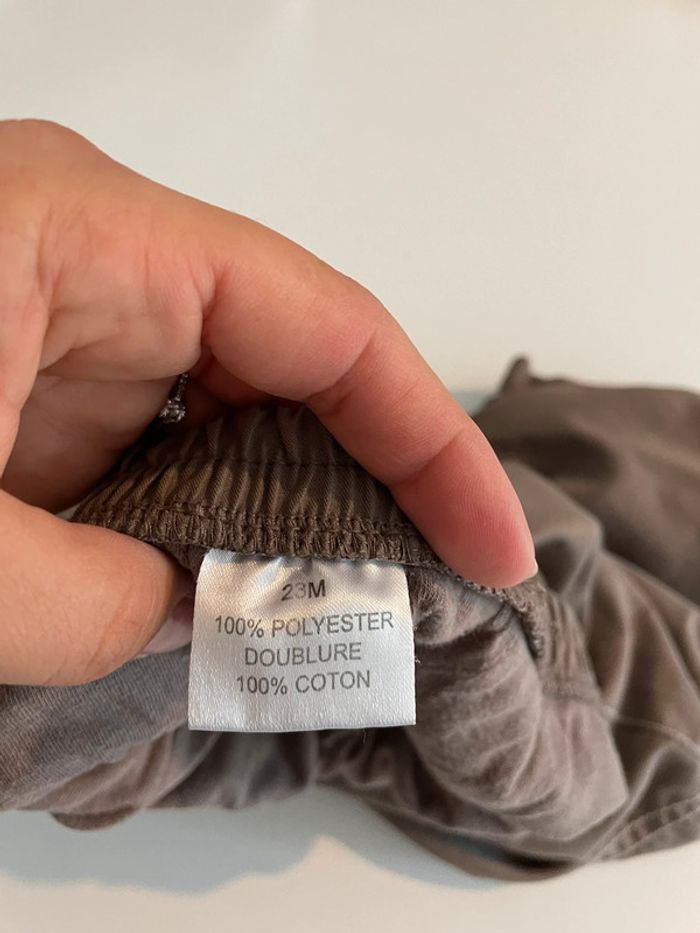 23M
100% POLYESTER
DOUBLURE
100% COTON